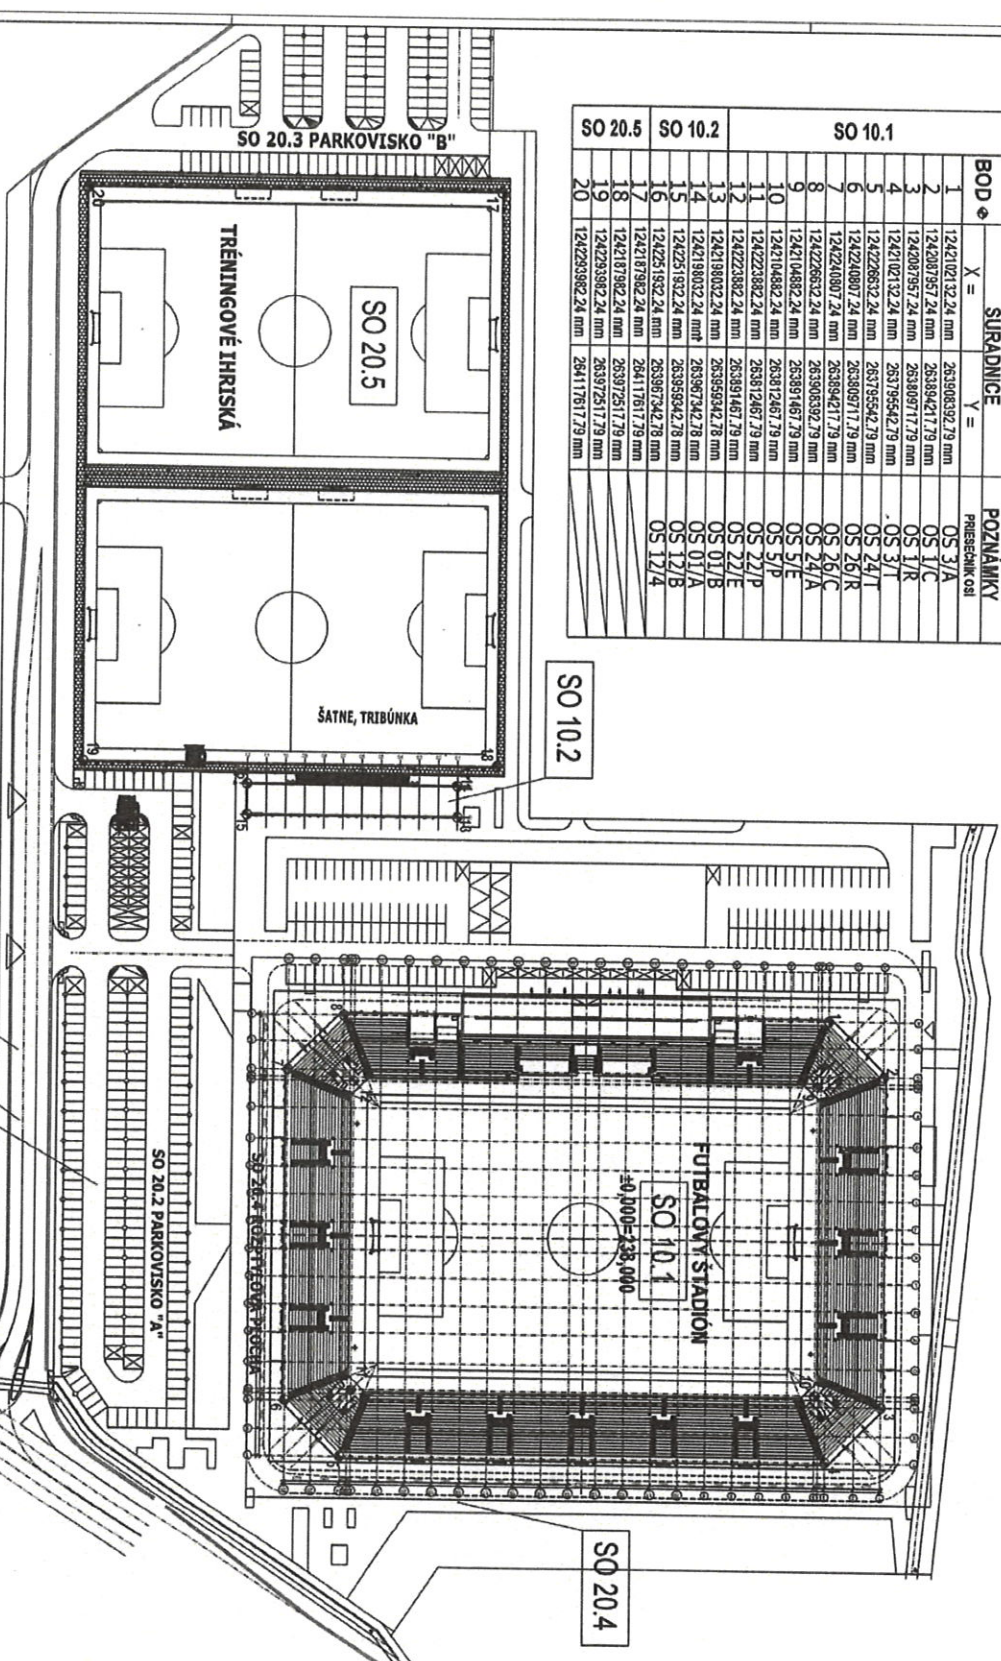 BOD SÚRADNICE POZNÁMKY
X = Y = PRIESEČNÍK OSÍ
SO 10.1
1 1242102132.24 mm 263908392.79 mm OS 3/A
2 1242087957.24 mm 263894217.79 mm OS 1/C
3 1242087957.24 mm 263809717.79 mm OS 1/R
4 1242102132.24 mm 263795542.79 mm OS 3/T
5 1242226632.24 mm 263795542.79 mm OS 24/T
6 1242240807.24 mm 263809717.79 mm OS 26/R
7 1242240807.24 mm 263894217.79 mm OS 26/C
8 1242226632.24 mm 263908392.79 mm OS 24/A
9 1242104882.24 mm 263891467.79 mm OS 5/E
10 1242104882.24 mm 263812467.79 mm OS 5/P
11 1242223882.24 mm 263812467.79 mm OS 22/P
12 1242223882.24 mm 263891467.79 mm OS 22/E
SO 10.2
13 1242198032.24 mm 263959342.78 mm OS 01/B
14 1242198032.24 mm 263967342.78 mm OS 01/A
15 1242251932.24 mm 263959342.78 mm OS 12/B
16 1242251932.24 mm 263967342.78 mm OS 12/4
SO 20.5
17 1242187982.24 mm 264117617.79 mm
18 1242187982.24 mm 263972517.79 mm
19 1242293982.24 mm 263972517.79 mm
20 1242293982.24 mm 264117617.79 mm
SO 20.3 PARKOVISKO "B"
17
20
SO 20.5
TRÉNINGOVÉ IHRISKÁ
SO 10.2
ŠATNE, TRIBÚNKA
18
19
15
FUTBALOVÝ ŠTADIÓN
SO 10.1
±0,000=238,000
2
3
6
8
SO 20.4 ROZPTYLOVÁ PLOCHA
SO 20.2 PARKOVISKO "A"
SO 20.4